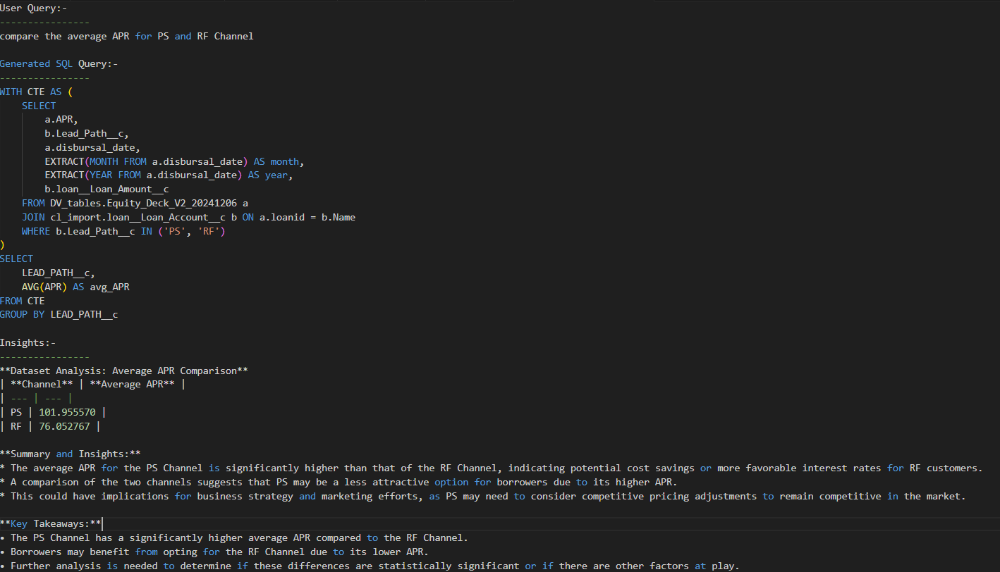 User Query:-
----------------
compare the average APR for PS and RF Channel
Generated SQL Query:-
----------------
WITH CTE AS (
SELECT
a.APR,
b.Lead_Path__c,
a.disbursal_date,
EXTRACT(MONTH FROM a.disbursal_date) AS month,
EXTRACT(YEAR FROM a.disbursal_date) AS year,
b.loan__Loan_Amount__c
FROM DV_tables.Equity_Deck_V2_20241206 a
JOIN cl_import.loan__Loan_Account__c b ON a.loanid = b.Name
WHERE b.Lead_Path__c IN ('PS', 'RF')
)
SELECT
LEAD_PATH__c,
AVG(APR) AS avg_APR
FROM CTE
GROUP BY LEAD_PATH__c
Insights:-
----------------
**Dataset Analysis: Average APR Comparison**
| **Channel** | **Average APR** |
| --- | --- |
| PS | 101.955570 |
| RF | 76.052767 |
**Summary and Insights:**
* The average APR for the PS Channel is significantly higher than that of the RF Channel, indicating potential cost savings or more favorable interest rates for RF customers.
* A comparison of the two channels suggests that PS may be a less attractive option for borrowers due to its higher APR.
* This could have implications for business strategy and marketing efforts, as PS may need to consider competitive pricing adjustments to remain competitive in the market.
**Key Takeaways:**
• The PS Channel has a significantly higher average APR compared to the RF Channel.
• Borrowers may benefit from opting for the RF Channel due to its lower APR.
• Further analysis is needed to determine if these differences are statistically significant or if there are other factors at play.